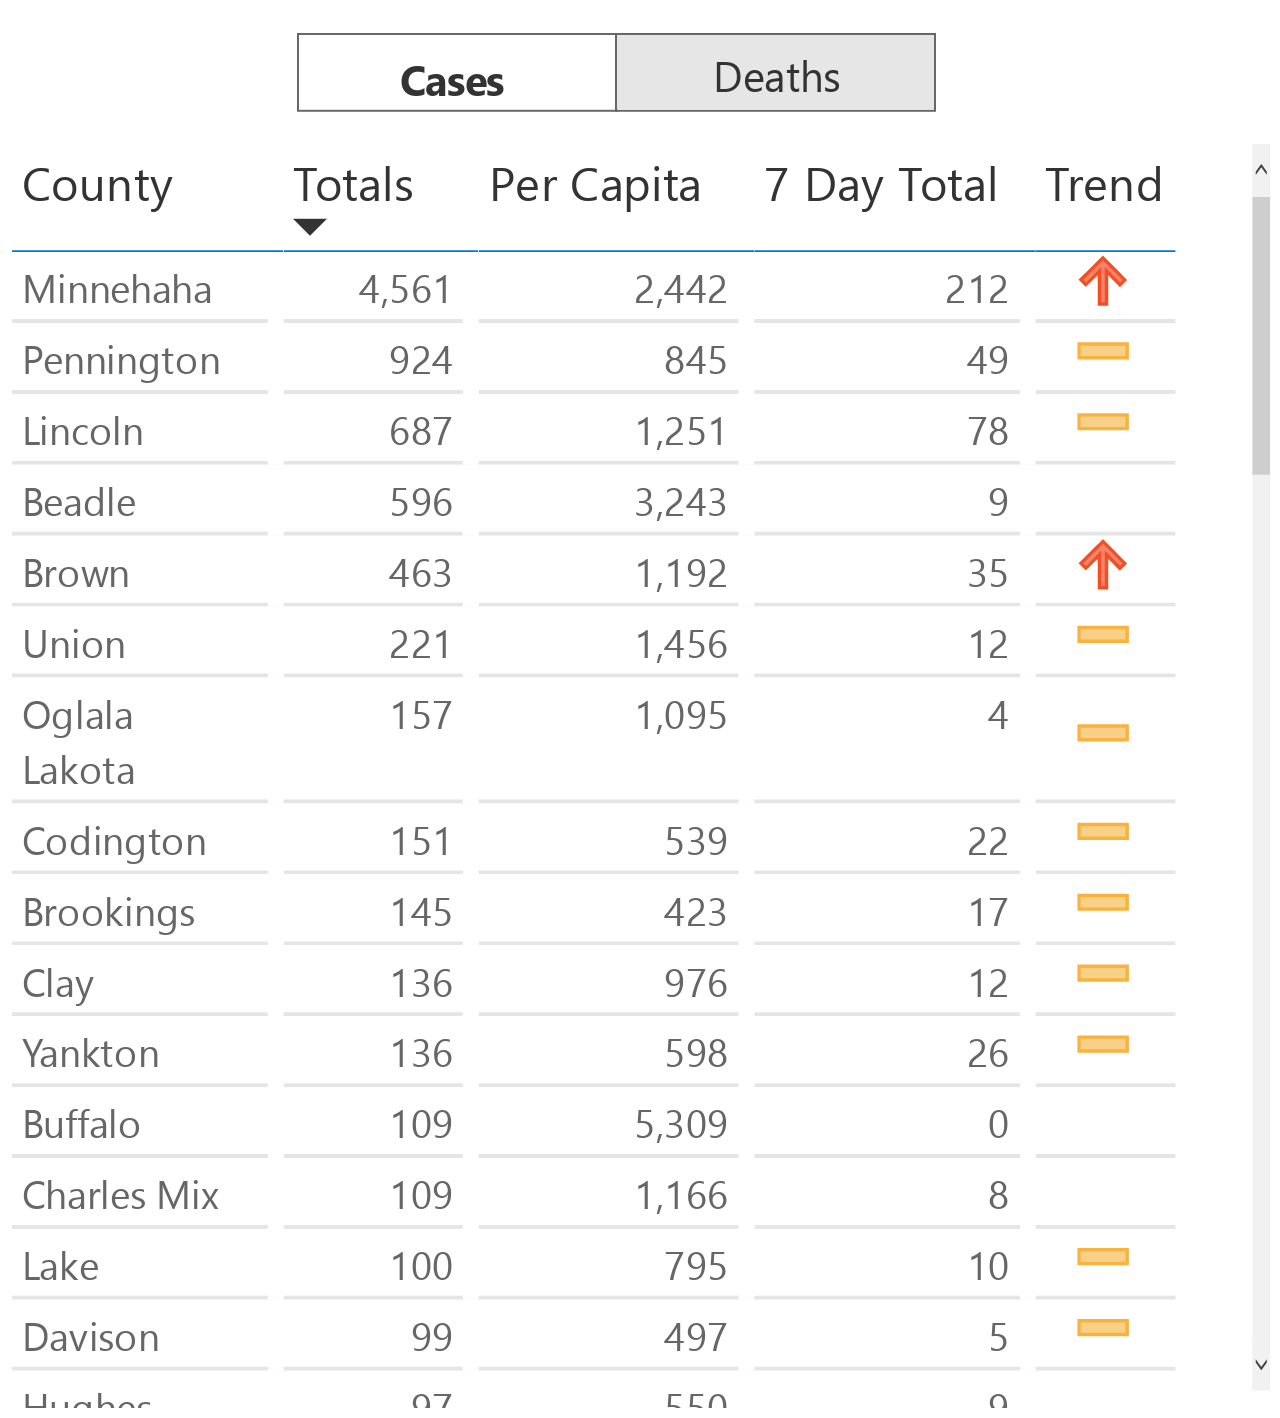 Cases Deaths
County Totals Per Capita 7 Day Total Trend
Minnehaha 4,561 2,442 212
Pennington 924 845 49
Lincoln 687 1,251 78
Beadle 596 3,243 9
Brown 463 1,192 35
Union 221 1,456 12
Oglala 157 1,095 4
Lakota
Codington 151 539 22
Brookings 145 423 17
Clay 136 976 12
Yankton 136 598 26
Buffalo 109 5,309 0
Charles Mix 109 1,166 8
Lake 100 795 10
Davison 99 497 5
Hughes 97 550